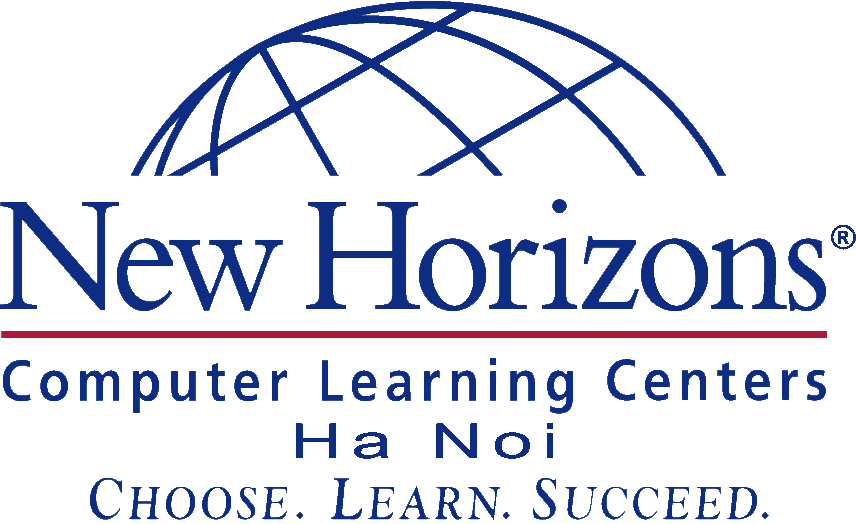 New Horizons®
Computer Learning Centers
Ha Noi
CHOOSE. LEARN. SUCCEED.